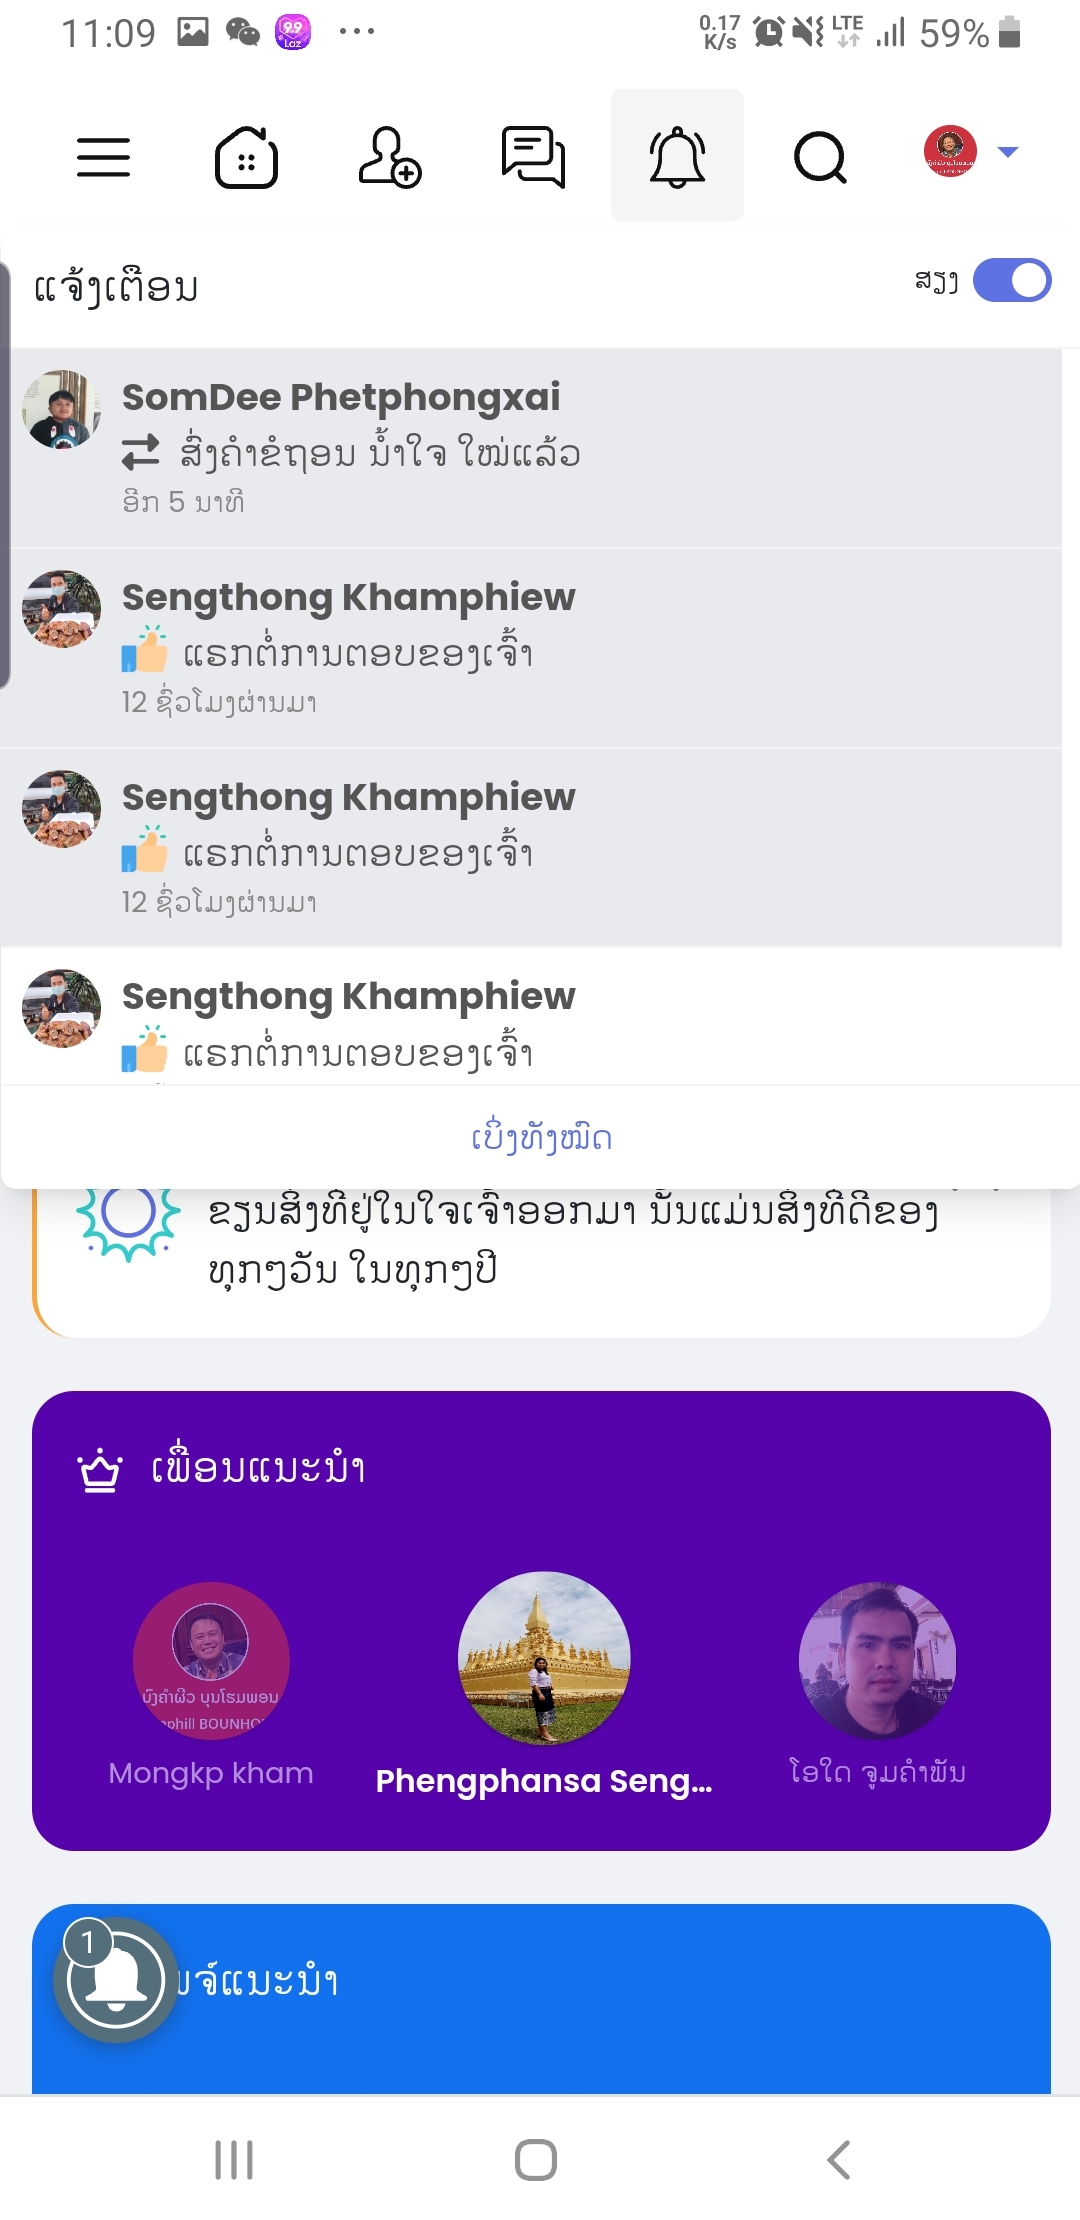 11:09
9.9
Laz
0.17
K/s
LTE
59%
ແຈ້ງເຕືອນ
ສຽງ
SomDee Phetphongxai
ສົ່ງຄຳຂໍຖອນ ນ້ຳໃຈ ໃໝ່ແລ້ວ
ອີກ 5 ນາທີ
Sengthong Khamphiew
ແຣກຕໍ່ການຕອບຂອງເຈົ້າ
12 ຊົ່ວໂມງຜ່ານມາ
Sengthong Khamphiew
ແຣກຕໍ່ການຕອບຂອງເຈົ້າ
12 ຊົ່ວໂມງຜ່ານມາ
Sengthong Khamphiew
ແຣກຕໍ່ການຕອບຂອງເຈົ້າ
ເບິ່ງທັງໝົດ
ຂຽນສິ່ງທີ່ຢູ່ໃນໃຈເຈົ້າອອກມາ ນັ້ນແມ່ນສິ່ງທີ່ດີຂອງ
ທຸກໆວັນ ໃນທຸກໆປີ
ເພື່ອນແນະນຳ
ບົງຄຳຜິວ ບຸນໂຮມພອນ
phill BOUNHO
Mongkp kham
Phengphansa Seng...
ໂອໃດ ຈູມຄຳພັນ
1
ພຈ໌ແນະນຳ